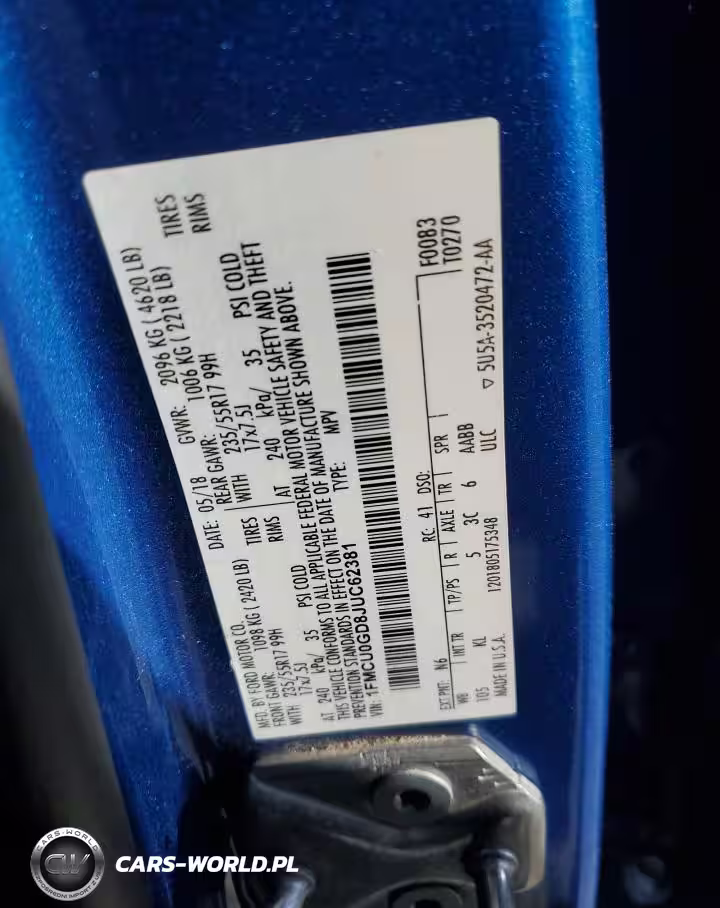 MFD. BY FORD MOTOR CO.
DATE: 05/18
GVWR: 2096 KG ( 4620 LB)
FRONT GAWR: 1098 KG ( 2420 LB)
REAR GAWR: 1006 KG ( 2218 LB)
WITH 235/55R17 99H TIRES
WITH 235/55R17 99H TIRES
17x7.5J RIMS
17x7.5J RIMS
AT 240 kPa/ 35 PSI COLD
AT 240 kPa/ 35 PSI COLD
THIS VEHICLE CONFORMS TO ALL APPLICABLE FEDERAL MOTOR VEHICLE SAFETY AND THEFT
PREVENTION STANDARDS IN EFFECT ON THE DATE OF MANUFACTURE SHOWN ABOVE.
VIN: 1FMCU0GD8JUC62381
TYPE: MPV
F0083
T0270
EXT PNT: N6
RC: 41 DSO:
WB INT TR TP/PS R AXLE TR SPR
105 KL 5 3C 6 AABB
MADE IN U.S.A. 1201805175348 ULC
▽ 5U5A-3520472-AA
CARS-WORLD
CW
CARS-WORLD.PL